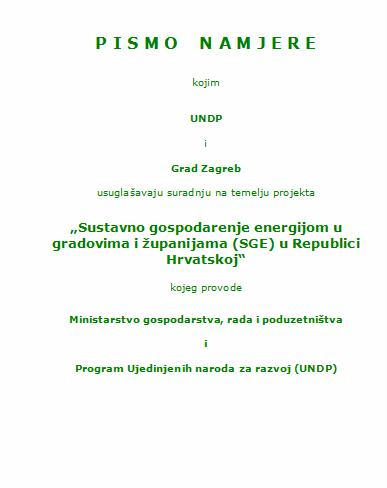 P I S M O   N A M J E R E
kojim
UNDP
i
Grad Zagreb
usuglašavaju suradnju na temelju projekta
„Sustavno gospodarenje energijom u
gradovima i županijama (SGE) u Republici
Hrvatskoj“
kojeg provode
Ministarstvo gospodarstva, rada i poduzetništva
i
Program Ujedinjenih naroda za razvoj (UNDP)